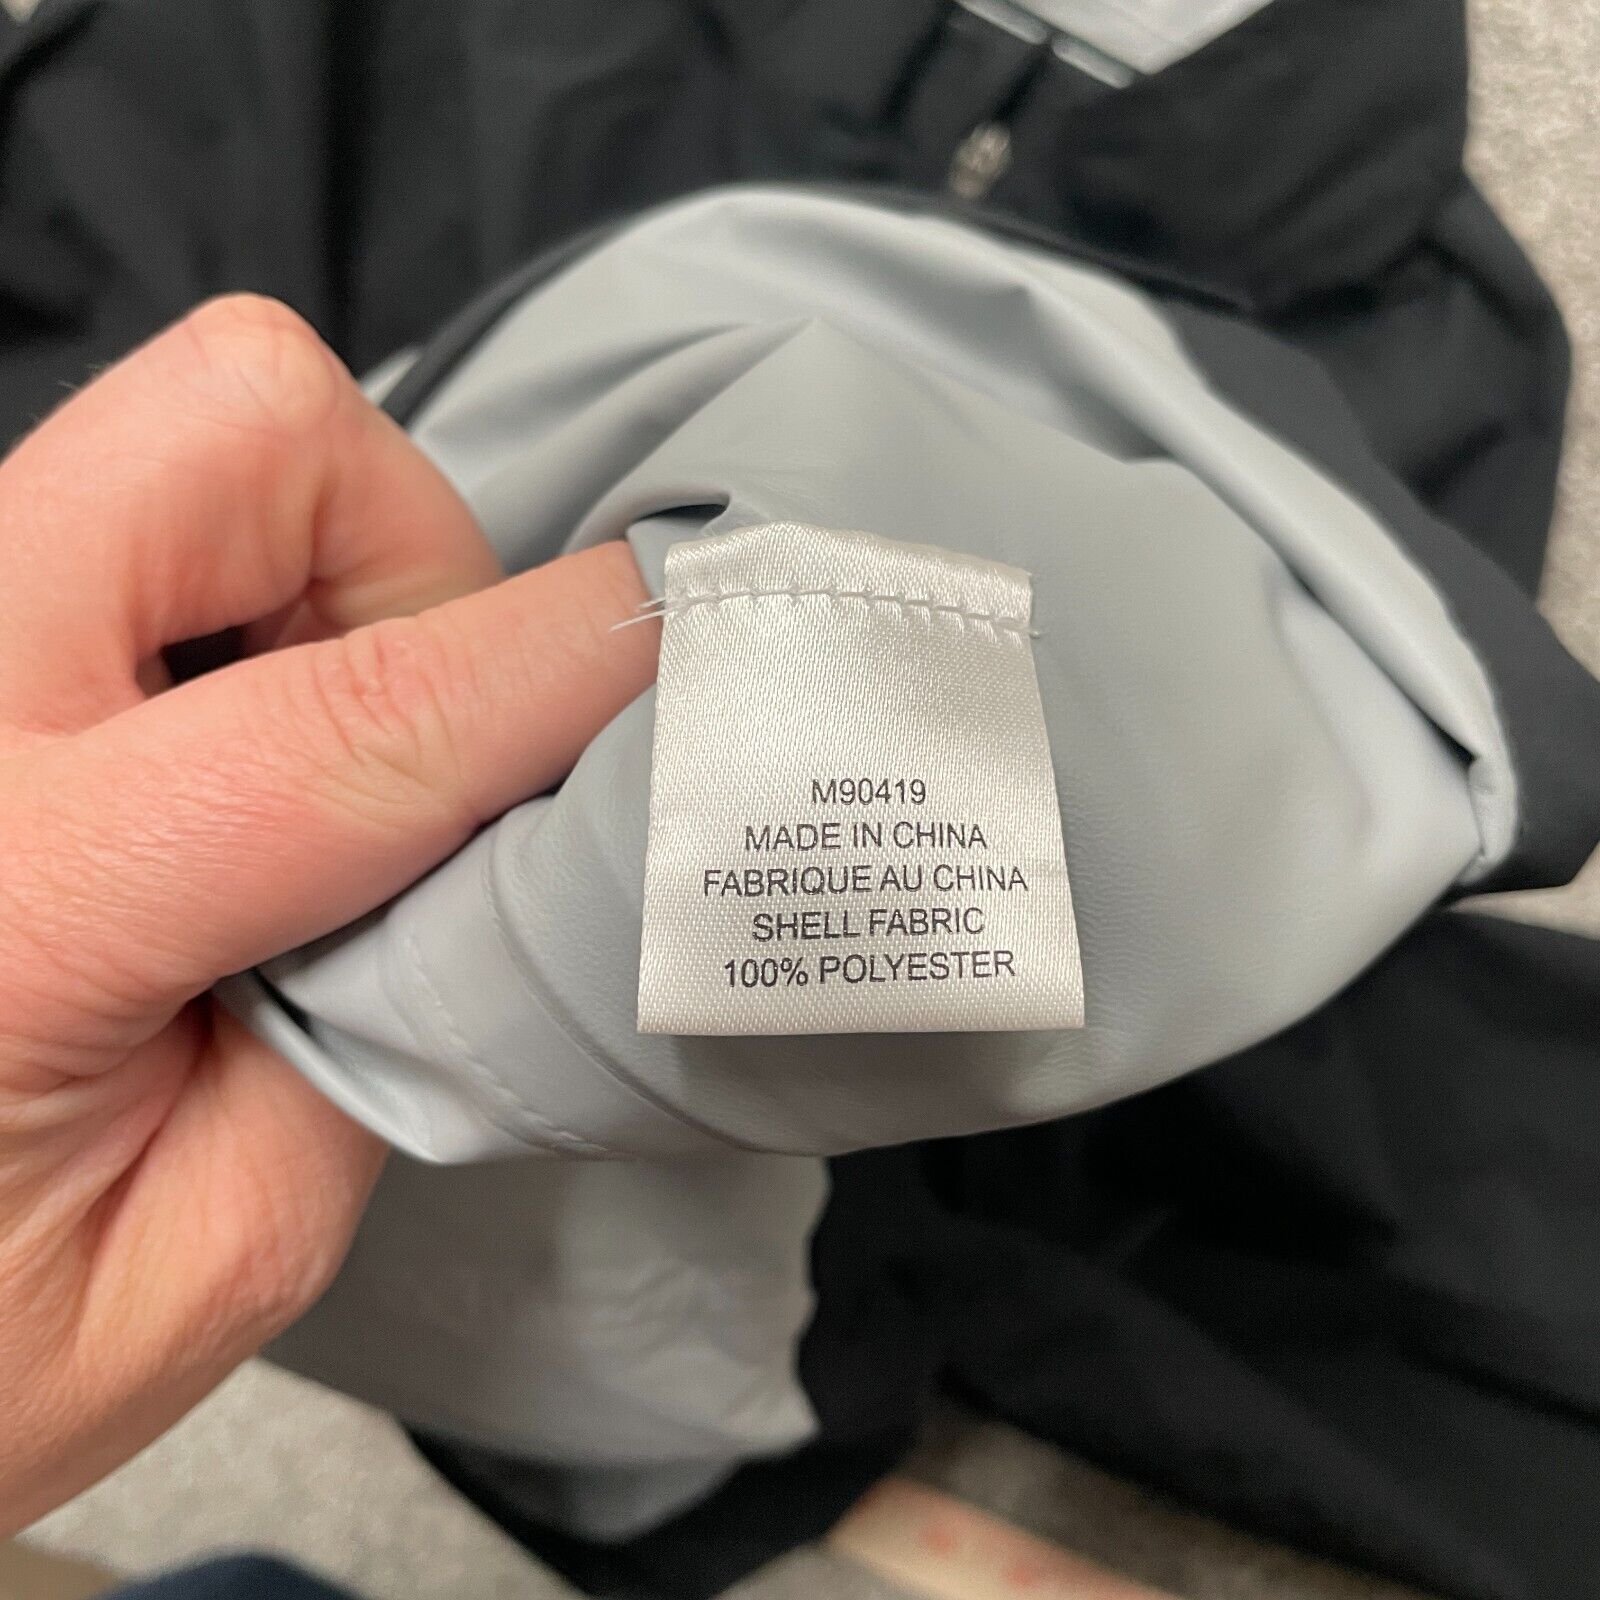 M90419
MADE IN CHINA
FABRIQUE AU CHINA
SHELL FABRIC
100% POLYESTER